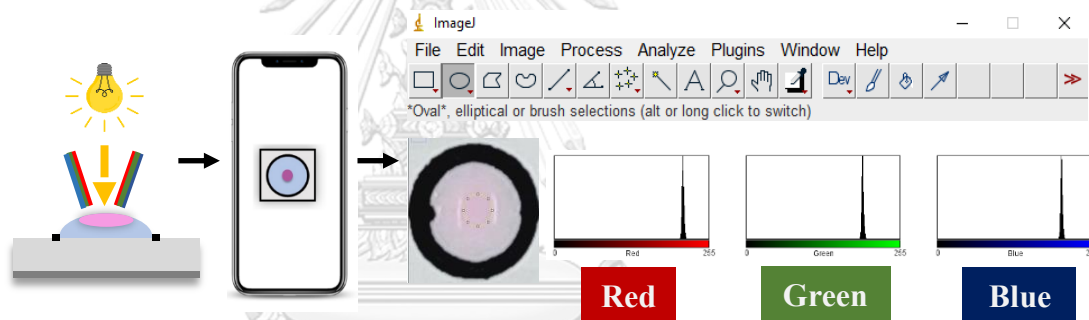 ImageJ
File Edit Image Process Analyze Plugins Window Help
Dev
*Oval*, elliptical or brush selections (alt or long click to switch)
0 Red 255
0 Green 255
0 Blue
Red
Green
Blue